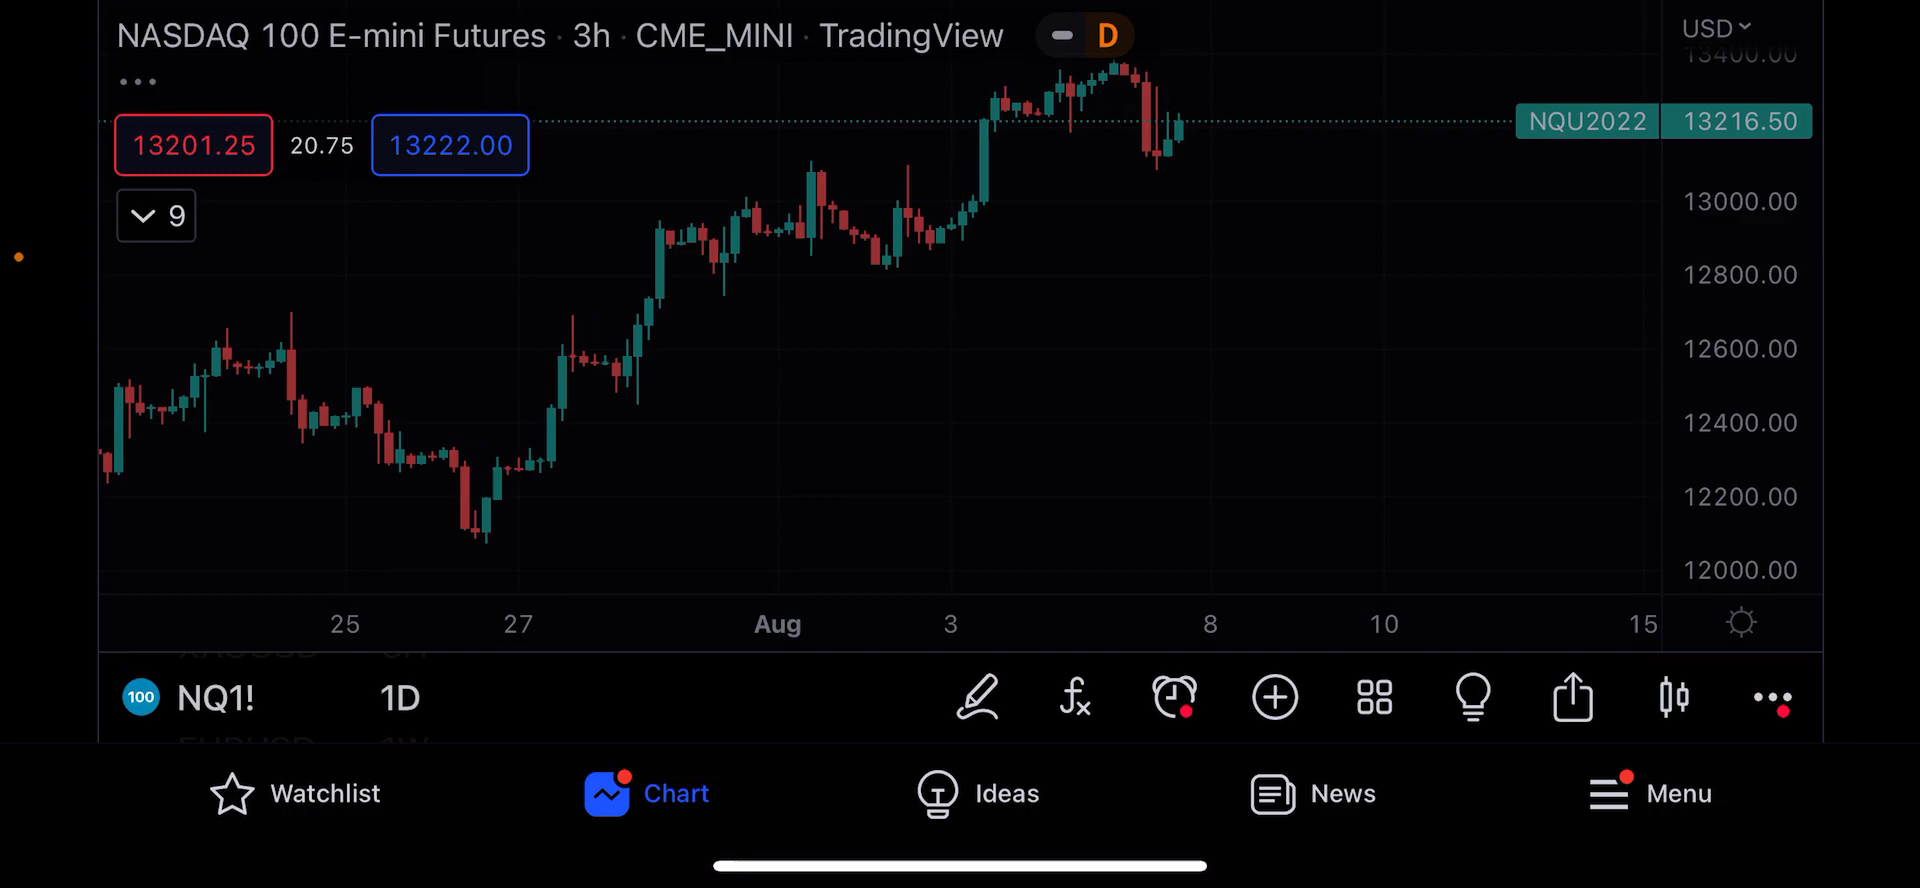 NASDAQ 100 E-mini Futures · 3h · CME_MINI · TradingView
D
USD
13400.00
13201.25 20.75 13222.00
NQU2022 13216.50
9
13000.00
12800.00
12600.00
12400.00
12200.00
12000.00
25 27 Aug 3 8 10 15
100 NQ1! 1D
Watchlist Chart Ideas News Menu